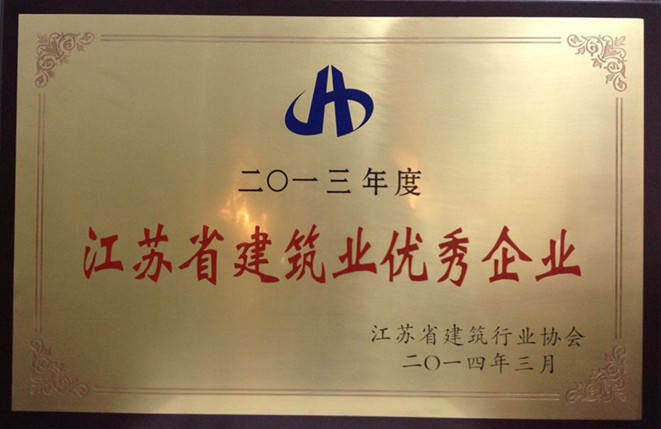 二〇一三年度
江苏省建筑业优秀企业
江苏省建筑行业协会
二〇一四年三月